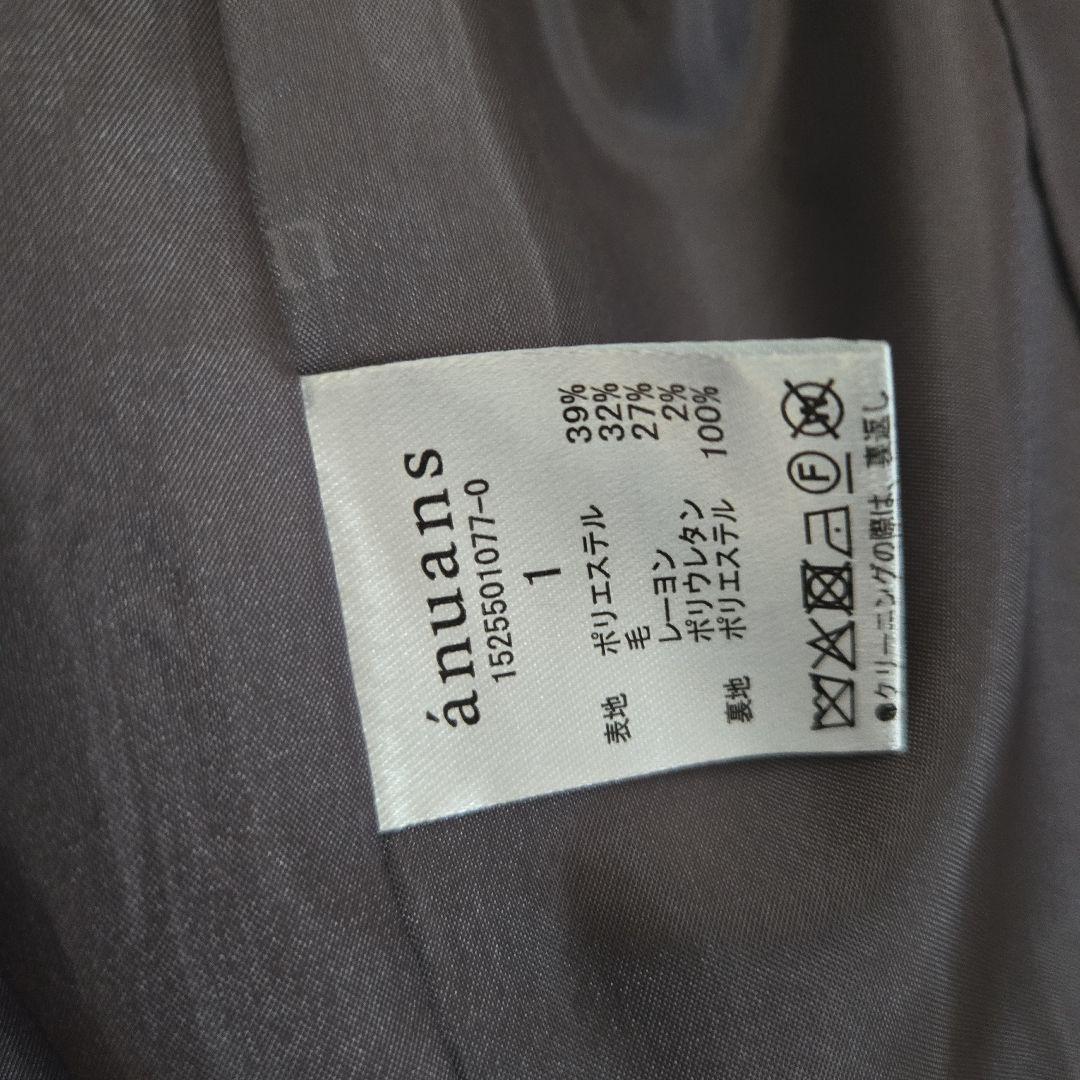 ánuans
1525501077-0
1
表地 ポリエステル 39%
毛 32%
レーヨン 27%
ポリウレタン 2%
裏地 ポリエステル 100%
F W
●クリーニングの際は、裏返し